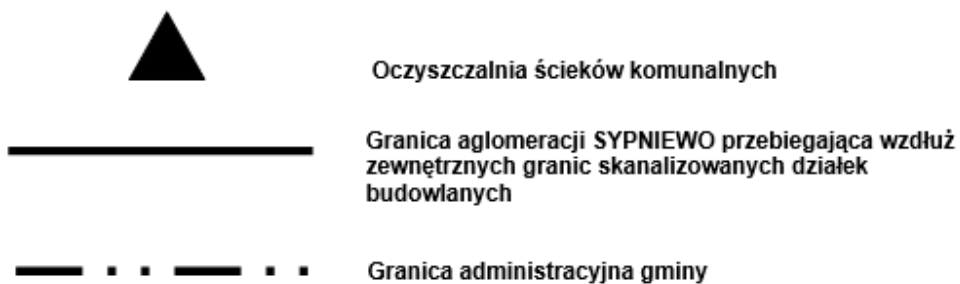 Oczyszczalnia ścieków komunalnych
Granica aglomeracji SYPNIEWO przebiegająca wzdłuż
zewnętrznych granic skanalizowanych działek
budowlanych
Granica administracyjna gminy